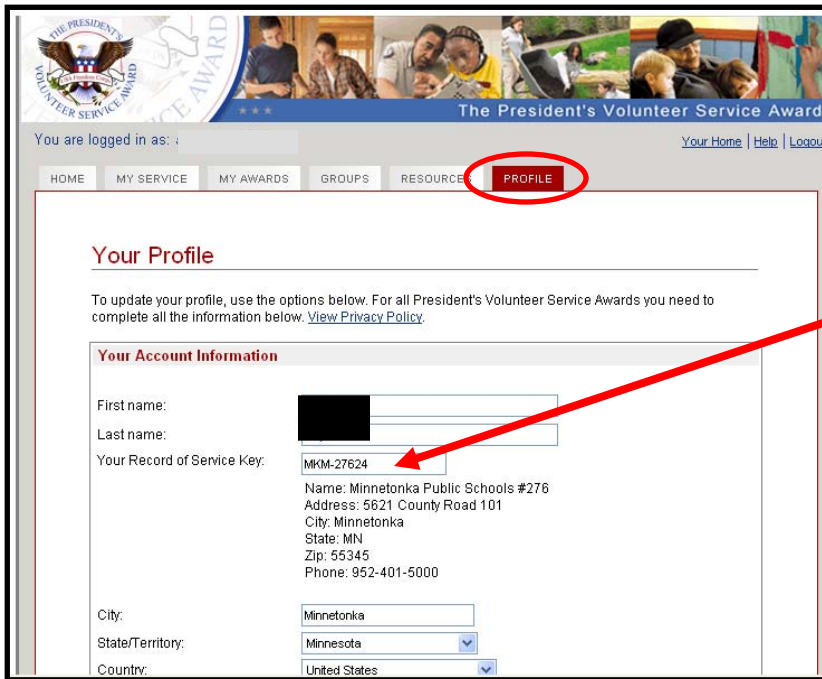 THE PRESIDENT'S
VOLUNTEER SERVICE AWARD
The President's Volunteer Service Award
You are logged in as:
Your Home | Help | Logou
HOME MY SERVICE MY AWARDS GROUPS RESOURCES PROFILE
Your Profile
To update your profile, use the options below. For all President's Volunteer Service Awards you need to
complete all the information below. View Privacy Policy.
Your Account Information
First name:
Last name:
Your Record of Service Key: MKM-27624
Name: Minnetonka Public Schools #276
Address: 5621 County Road 101
City: Minnetonka
State: MN
Zip: 55345
Phone: 952-401-5000
City: Minnetonka
State/Territory: Minnesota
Country: United States